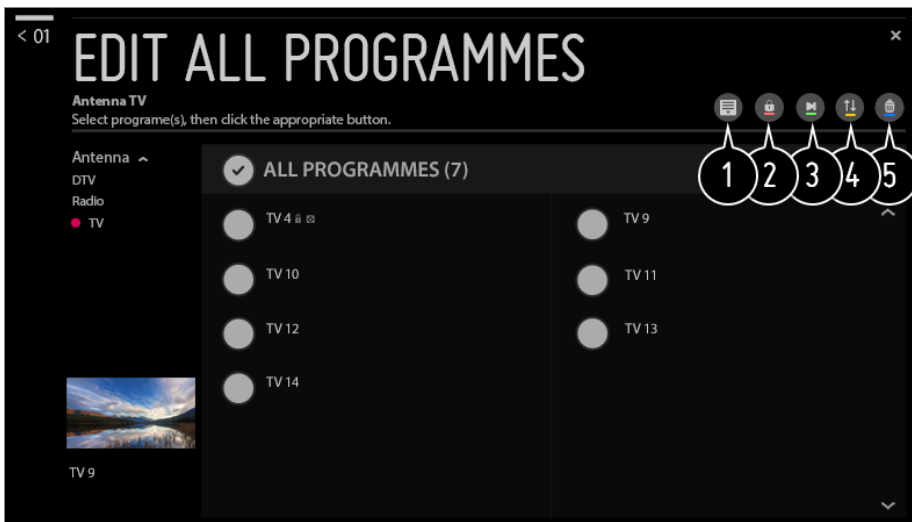 < 01
EDIT ALL PROGRAMMES
Antenna TV
Select programe(s), then click the appropriate button.
1 2 3 4 5
Antenna
DTV
Radio
TV
ALL PROGRAMMES (7)
TV 4
TV 9
TV 10
TV 11
TV 12
TV 13
TV 14
TV 9